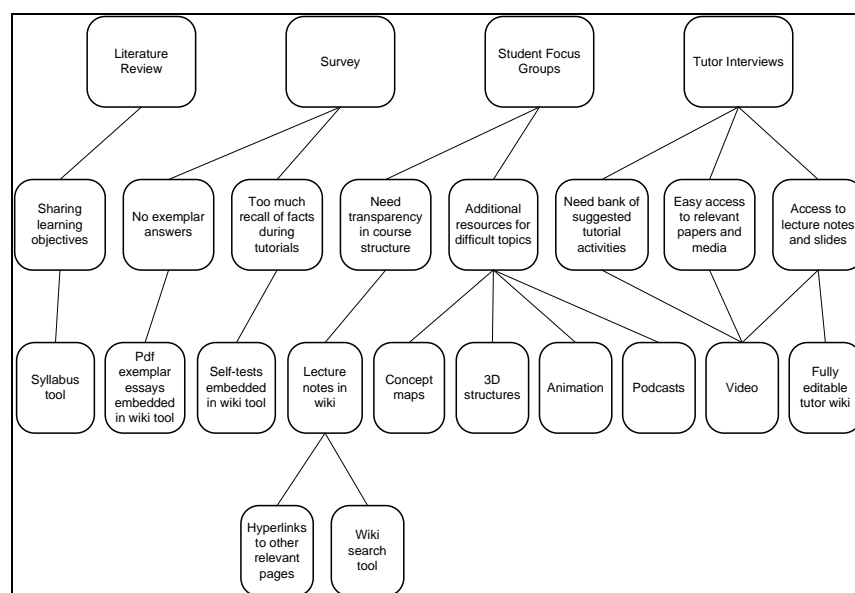 Literature
Review
Survey
Student Focus
Groups
Tutor Interviews
Sharing
learning
objectives
No exemplar
answers
Too much
recall of facts
during
tutorials
Need
transparency
in course
structure
Additional
resources for
difficult topics
Need bank of
suggested
tutorial
activities
Easy access
to relevant
papers and
media
Access to
lecture notes
and slides
Syllabus
tool
Pdf
exemplar
essays
embedded
in wiki tool
Self-tests
embedded
in wiki tool
Lecture
notes in
wiki
Concept
maps
3D
structures
Animation
Podcasts
Video
Fully
editable
tutor wiki
Hyperlinks
to other
relevant
pages
Wiki
search
tool